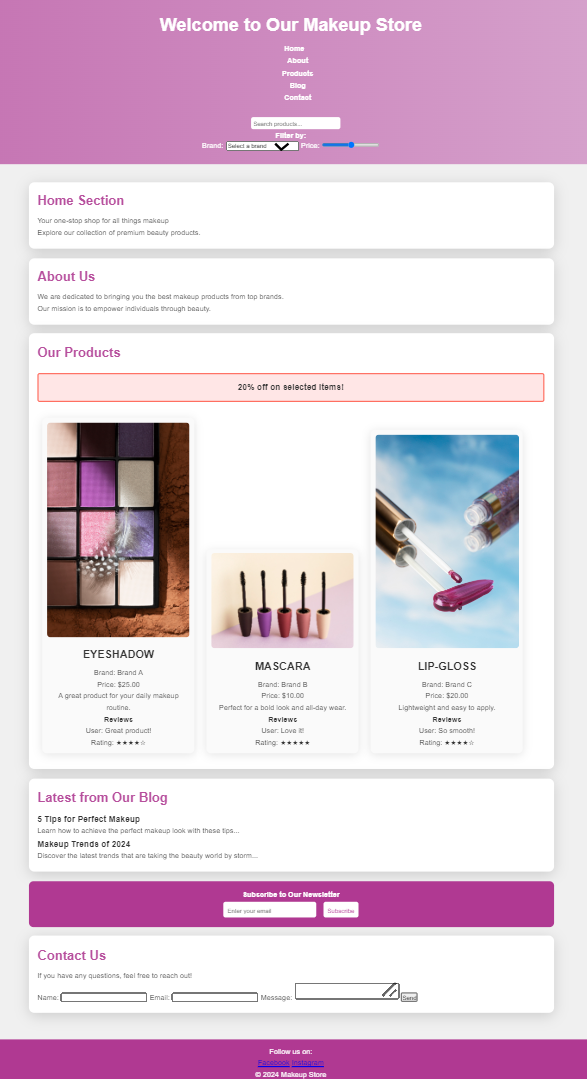 Welcome to Our Makeup Store
Home
About
Products
Blog
Contact
Search products...
Filter by:
Brand: Select a brand Price:
Home Section
Your one-stop shop for all things makeup
Explore our collection of premium beauty products.
About Us
We are dedicated to bringing you the best makeup products from top brands.
Our mission is to empower individuals through beauty.
Our Products
20% off on selected items!
EYESHADOW
Brand: Brand A
Price: $25.00
A great product for your daily makeup
routine.
Reviews
User: Great product!
Rating: ★★★★☆
MASCARA
Brand: Brand B
Price: $10.00
Perfect for a bold look and all-day wear.
Reviews
User: Love it!
Rating: ★★★★★
LIP-GLOSS
Brand: Brand C
Price: $20.00
Lightweight and easy to apply.
Reviews
User: So smooth!
Rating: ★★★★☆
Latest from Our Blog
5 Tips for Perfect Makeup
Learn how to achieve the perfect makeup look with these tips...
Makeup Trends of 2024
Discover the latest trends that are taking the beauty world by storm...
Subscribe to Our Newsletter
Enter your email Subscribe
Contact Us
If you have any questions, feel free to reach out!
Name: Email: Message: Send
Follow us on:
Facebook Instagram
© 2024 Makeup Store